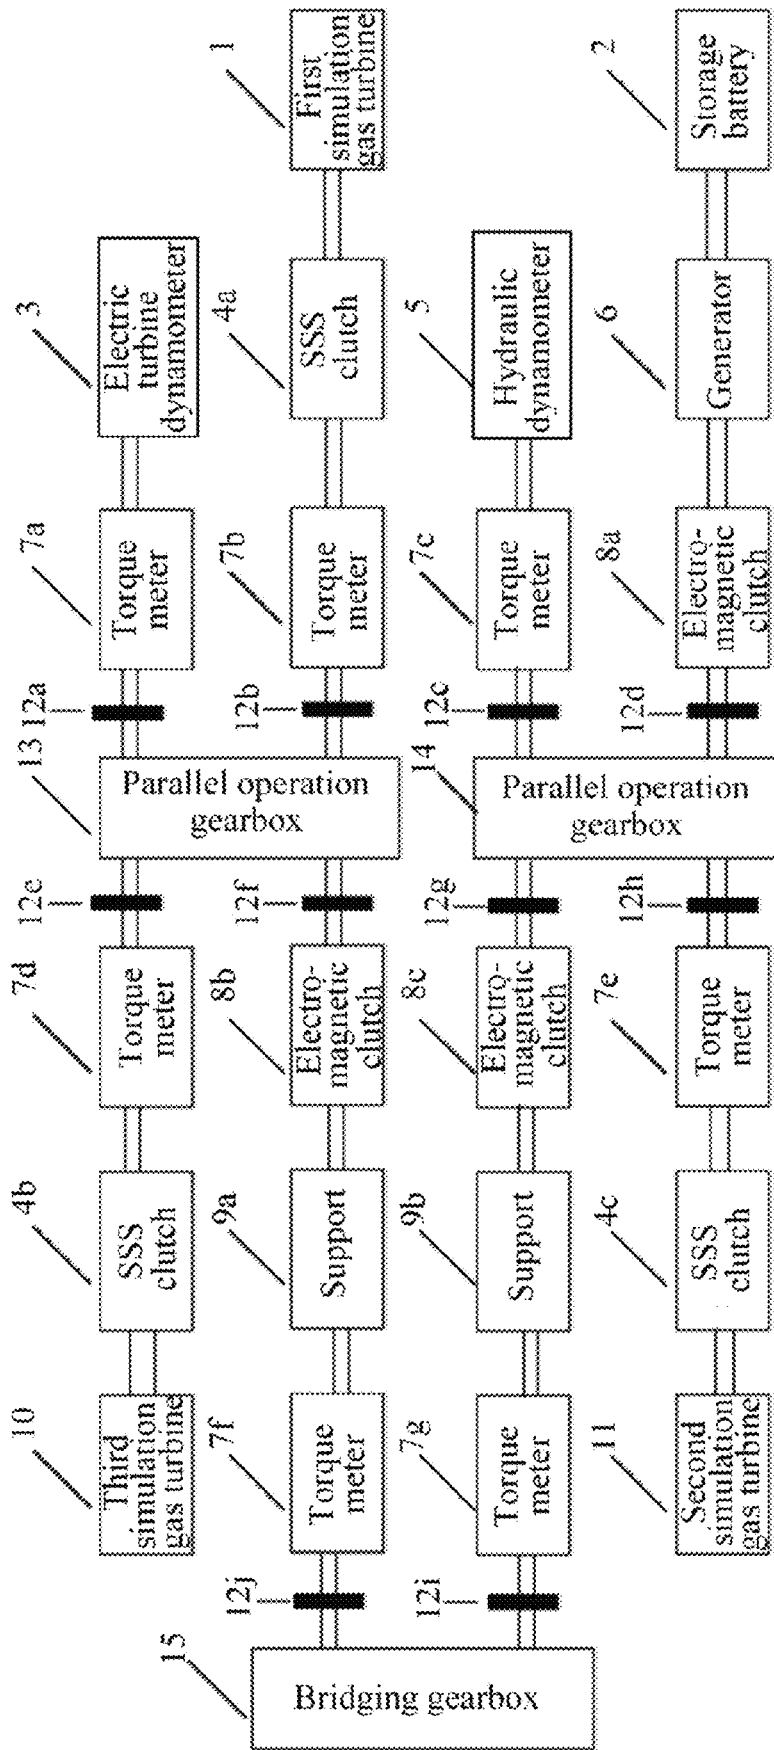 1
First
simulation
gas turbine
2
Storage
battery
3
Electric
turbine
dynamometer
4a
SSS
clutch
5
Hydraulic
dynamometer
6
Generator
7a
Torque
meter
7b
Torque
meter
7c
Torque
meter
8a
Electro-
magnetic
clutch
12a
12b
12c
12d
13
Parallel operation
gearbox
14
Parallel operation
gearbox
12e
12f
12g
12h
7d
Torque
meter
8b
Electro-
magnetic
clutch
8c
Electro-
magnetic
clutch
7e
Torque
meter
4b
SSS
clutch
9a
Support
9b
Support
4c
SSS
clutch
10
Third
simulation
gas turbine
7f
Torque
meter
7g
Torque
meter
11
Second
simulation
gas turbine
12j
12i
15
Bridging gearbox